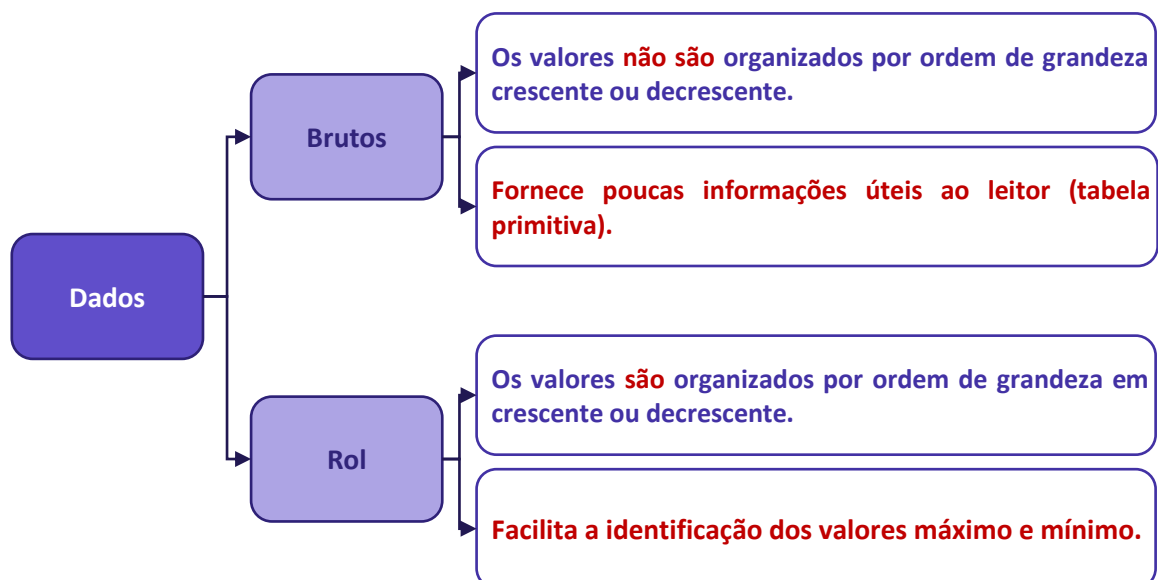 Dados
Brutos
Os valores não são organizados por ordem de grandeza
crescente ou decrescente.
Fornece poucas informações úteis ao leitor (tabela
primitiva).
Rol
Os valores são organizados por ordem de grandeza em
crescente ou decrescente.
Facilita a identificação dos valores máximo e mínimo.